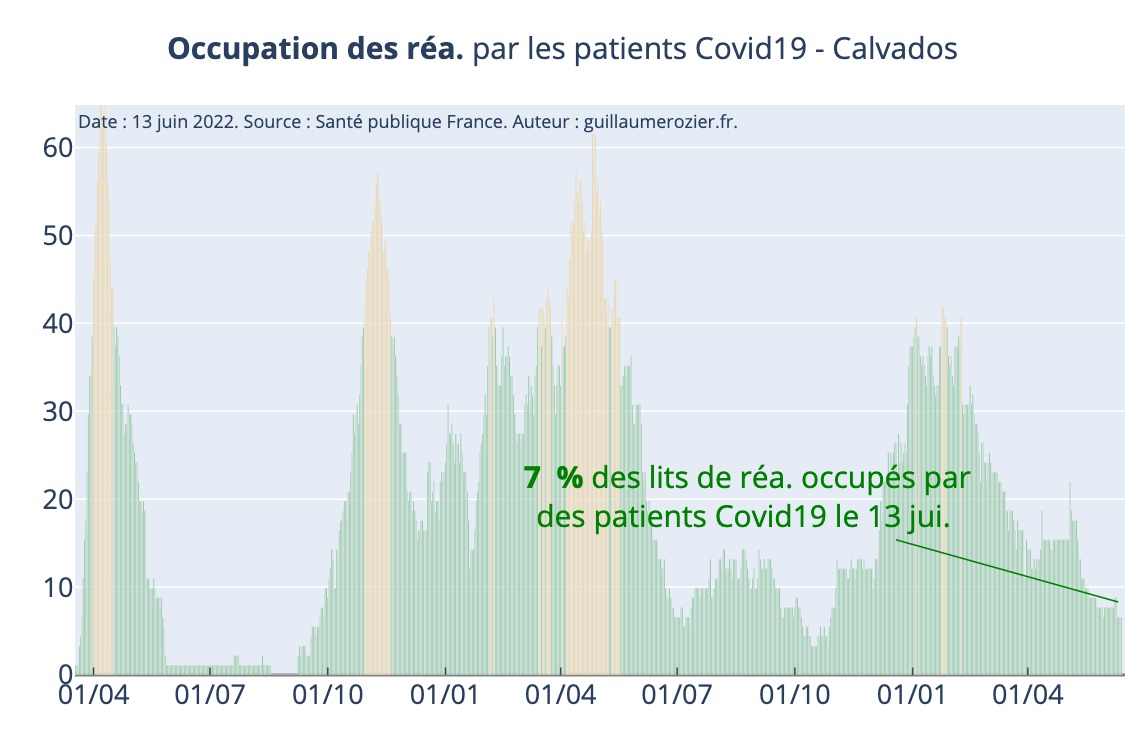 Occupation des réa. par les patients Covid19 - Calvados
Date : 13 juin 2022. Source : Santé publique France. Auteur : guillaumerozier.fr.
60
50
40
30
20
10
0
7 % des lits de réa. occupés par
des patients Covid19 le 13 jui.
01/04 01/07 01/10 01/01 01/04 01/07 01/10 01/01 01/04